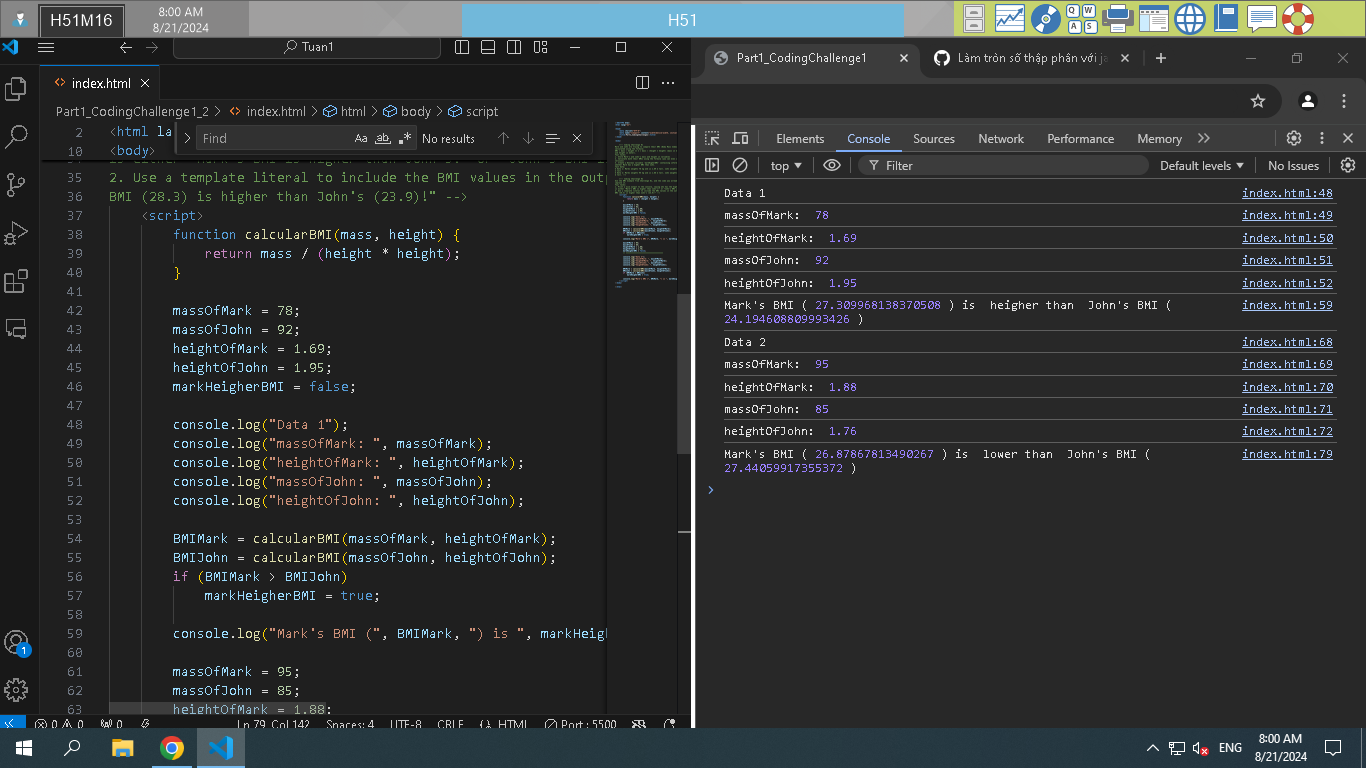 H51M16
8:00 AM
8/21/2024
H51
Q W
A S
Tuan1
index.html
Part1_CodingChallenge1_2 > index.html > html > body > script
Find
Aa
ab
No results
2 <html la
10 <body>
35 2. Use a template literal to include the BMI values in the outp
36 BMI (28.3) is higher than John's (23.9)!" -->
37 <script>
38 function calcularBMI(mass, height) {
39 return mass / (height * height);
40 }
41
42 massOfMark = 78;
43 massOfJohn = 92;
44 heightOfMark = 1.69;
45 heightOfJohn = 1.95;
46 markHeigherBMI = false;
47
48 console.log("Data 1");
49 console.log("massOfMark: ", massOfMark);
50 console.log("heightOfMark: ", heightOfMark);
51 console.log("massOfJohn: ", massOfJohn);
52 console.log("heightOfJohn: ", heightOfJohn);
53
54 BMIMark = calcularBMI(massOfMark, heightOfMark);
55 BMIJohn = calcularBMI(massOfJohn, heightOfJohn);
56 if (BMIMark > BMIJohn)
57 markHeigherBMI = true;
58
59 console.log("Mark's BMI (", BMIMark, ") is ", markHeigh
60
61 massOfMark = 95;
62 massOfJohn = 85;
63 heightOfMark = 1.88;
1
0 0 0 Ln 79, Col 142 Spaces: 4 UTF-8 CRLF HTML Port : 5500
Part1_CodingChallenge1
Làm tròn số thập phân với ja
Elements Console Sources Network Performance Memory
top Filter Default levels No Issues
Data 1 index.html:48
massOfMark: 78 index.html:49
heightOfMark: 1.69 index.html:50
massOfJohn: 92 index.html:51
heightOfJohn: 1.95 index.html:52
Mark's BMI ( 27.309968138370508 ) is heigher than John's BMI ( index.html:59
24.194608809993426 )
Data 2 index.html:68
massOfMark: 95 index.html:69
heightOfMark: 1.88 index.html:70
massOfJohn: 85 index.html:71
heightOfJohn: 1.76 index.html:72
Mark's BMI ( 26.87867813490267 ) is lower than John's BMI ( index.html:79
27.44059917355372 )
ENG
8:00 AM
8/21/2024